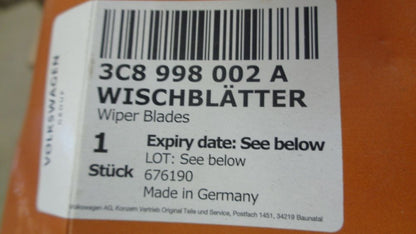 3C8 998 002 A
WISCHBLÄTTER
Wiper Blades
1 Expiry date: See below
Stück LOT: See below
676190
Made in Germany
Volkswagen AG, Konzern Vertrieb Original Teile und Service, Postfach 1451, 34219 Baunatal
VOLKSWAGEN
GROUP